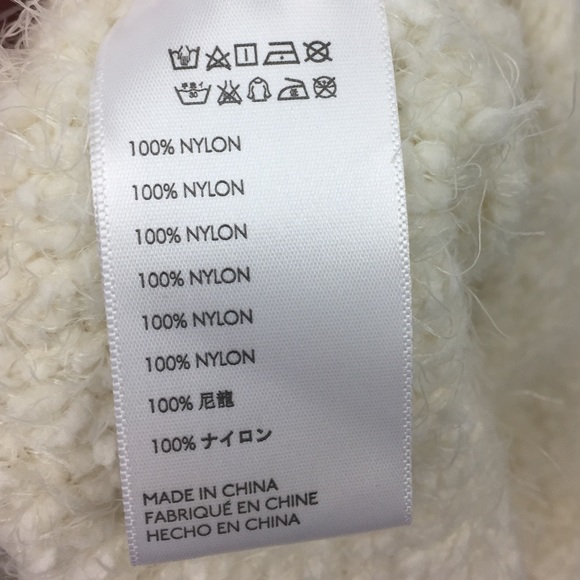 100% NYLON
100% NYLON
100% NYLON
100% NYLON
100% NYLON
100% NYLON
100% 尼龍
100% ナイロン
MADE IN CHINA
FABRIQUÉ EN CHINE
HECHO EN CHINA